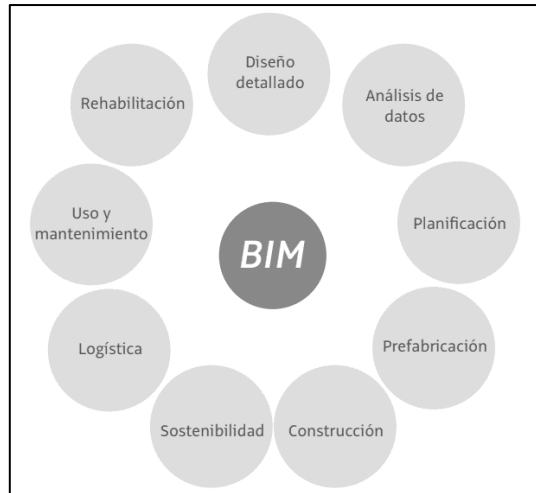 Diseño
detallado
Análisis de
datos
Planificación
Prefabricación
Construcción
Sostenibilidad
Logística
Uso y
mantenimiento
Rehabilitación
BIM